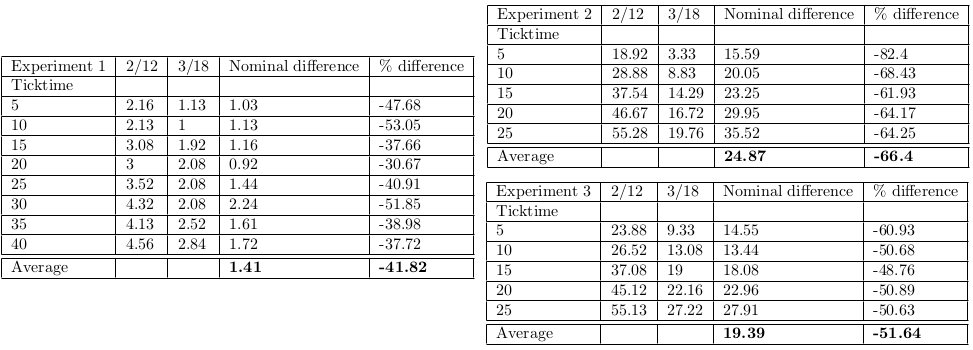 Experiment 1 2/12 3/18 Nominal difference % difference
Ticktime
5 2.16 1.13 1.03 -47.68
10 2.13 1 1.13 -53.05
15 3.08 1.92 1.16 -37.66
20 3 2.08 0.92 -30.67
25 3.52 2.08 1.44 -40.91
30 4.32 2.08 2.24 -51.85
35 4.13 2.52 1.61 -38.98
40 4.56 2.84 1.72 -37.72
Average 1.41 -41.82
Experiment 2 2/12 3/18 Nominal difference % difference
Ticktime
5 18.92 3.33 15.59 -82.4
10 28.88 8.83 20.05 -68.43
15 37.54 14.29 23.25 -61.93
20 46.67 16.72 29.95 -64.17
25 55.28 19.76 35.52 -64.25
Average 24.87 -66.4
Experiment 3 2/12 3/18 Nominal difference % difference
Ticktime
5 23.88 9.33 14.55 -60.93
10 26.52 13.08 13.44 -50.68
15 37.08 19 18.08 -48.76
20 45.12 22.16 22.96 -50.89
25 55.13 27.22 27.91 -50.63
Average 19.39 -51.64